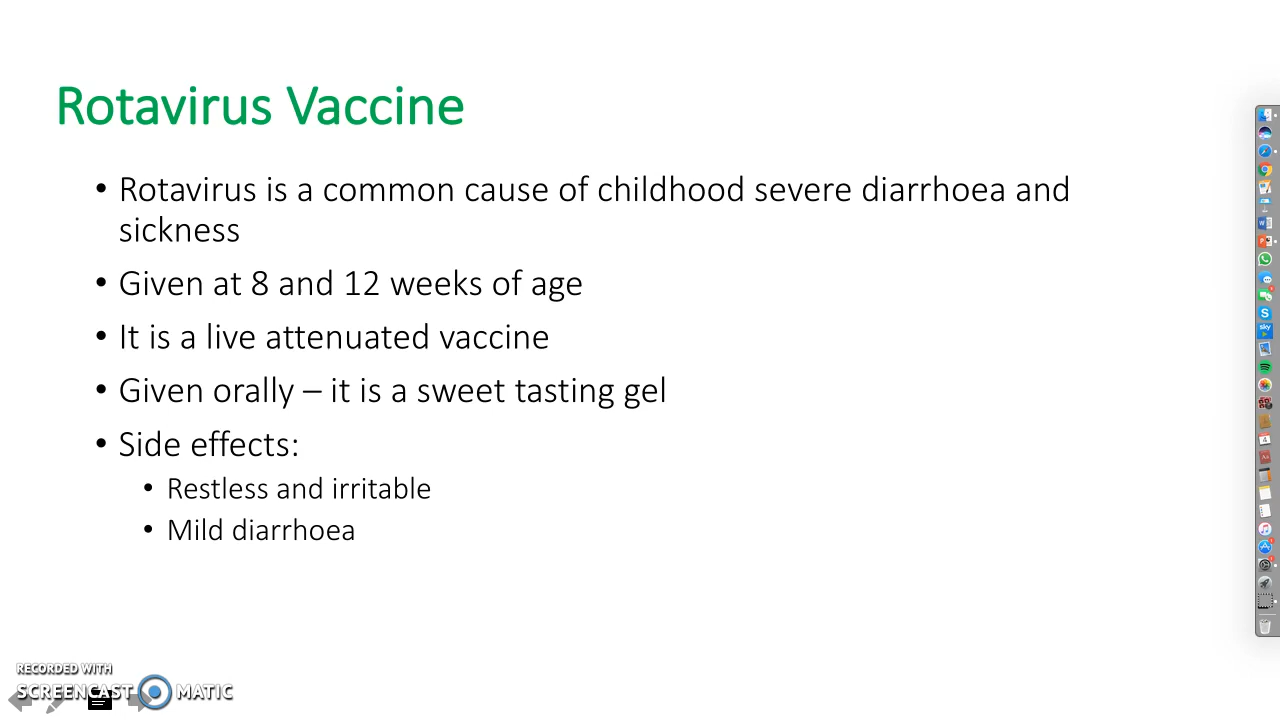 Rotavirus Vaccine
• Rotavirus is a common cause of childhood severe diarrhoea and
sickness
• Given at 8 and 12 weeks of age
• It is a live attenuated vaccine
• Given orally – it is a sweet tasting gel
• Side effects:
• Restless and irritable
• Mild diarrhoea
RECORDED WITH
SCREENCAST MATIC
sky